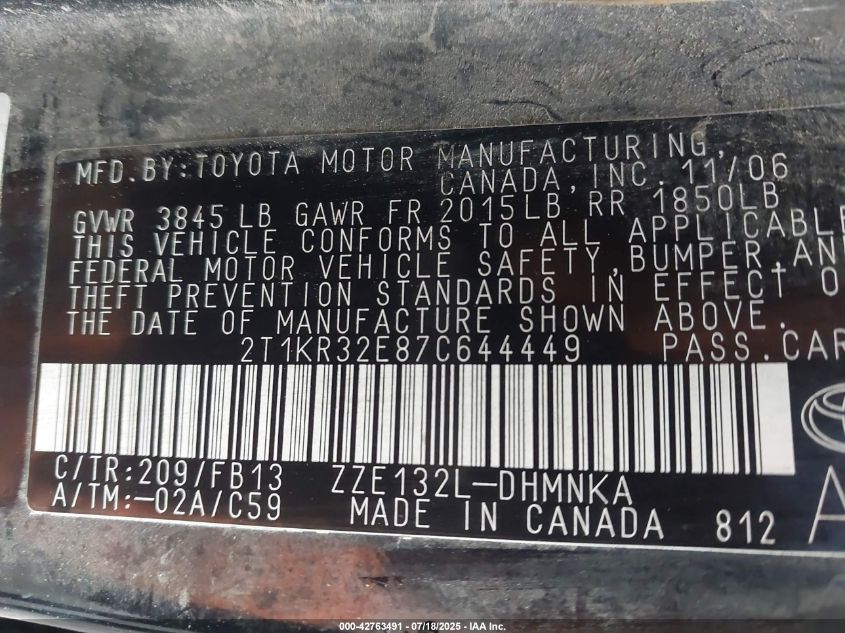 MFD.BY:TOYOTA MOTOR MANUFACTURING,
CANADA,INC. 11/06
GVWR 3845 LB GAWR FR 2015LB RR 1850LB
THIS VEHICLE CONFORMS TO ALL APPLICABLE
FEDERAL MOTOR VEHICLE SAFETY,BUMPER,AN
THEFT PREVENTION STANDARDS IN EFFECT O
THE DATE OF MANUFACTURE SHOWN ABOVE.
2T1KR32E87C644449 PASS.CAR
C/TR:209/FB13 ZZE132L-DHMNKA
A/TM:-02A/C59 MADE IN CANADA 812
A
000-42763491 - 07/18/2025 - IAA Inc.